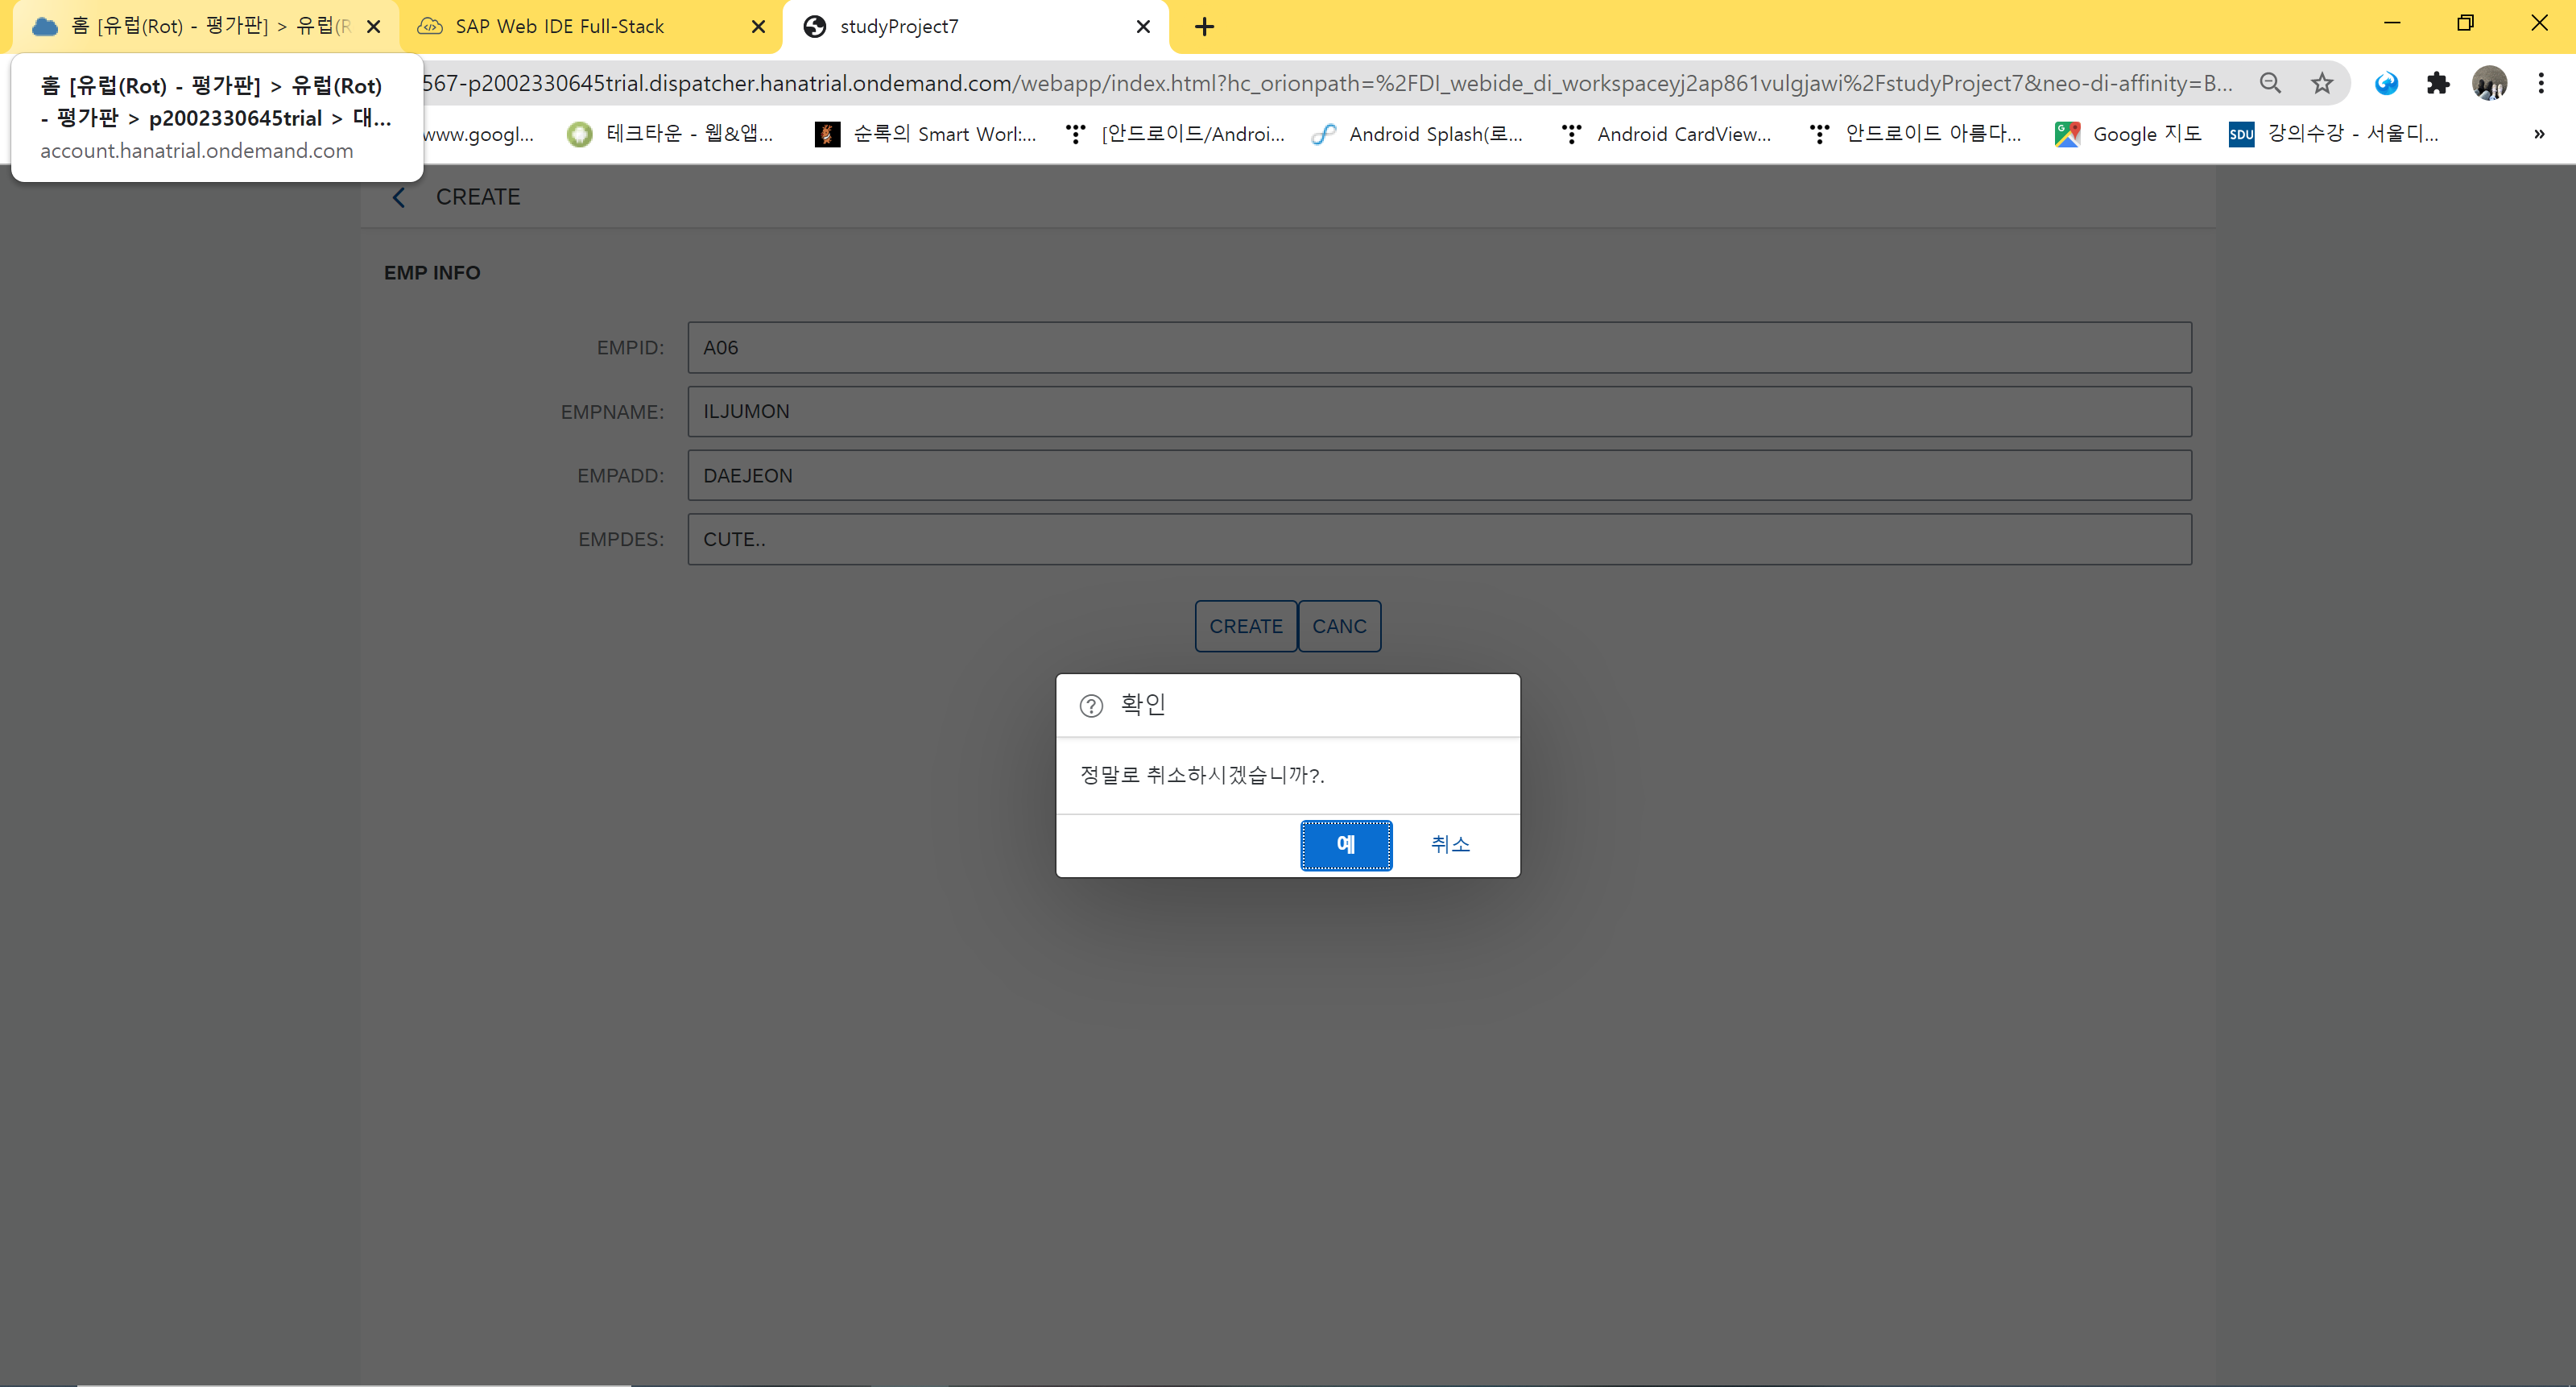 홈 [유럽(Rot) - 평가판] > 유럽(R
SAP Web IDE Full-Stack
studyProject7
홈 [유럽(Rot) - 평가판] > 유럽(Rot)
- 평가판 > p2002330645trial > 대...
account.hanatrial.ondemand.com
567-p2002330645trial.dispatcher.hanatrial.ondemand.com/webapp/index.html?hc_orionpath=%2FDI_webide_di_workspaceyj2ap861vulgjawi%2FstudyProject7&neo-di-affinity=B...
www.googl...
테크타운 - 웹&앱...
순록의 Smart Worl:...
[안드로이드/Androi...
Android Splash(로...
Android CardView...
안드로이드 아름다...
Google 지도
SDU
강의수강 - 서울디...
»
CREATE
EMP INFO
EMPID:
A06
EMPNAME:
ILJUMON
EMPADD:
DAEJEON
EMPDES:
CUTE..
CREATE
CANC
확인
정말로 취소하시겠습니까?.
예
취소